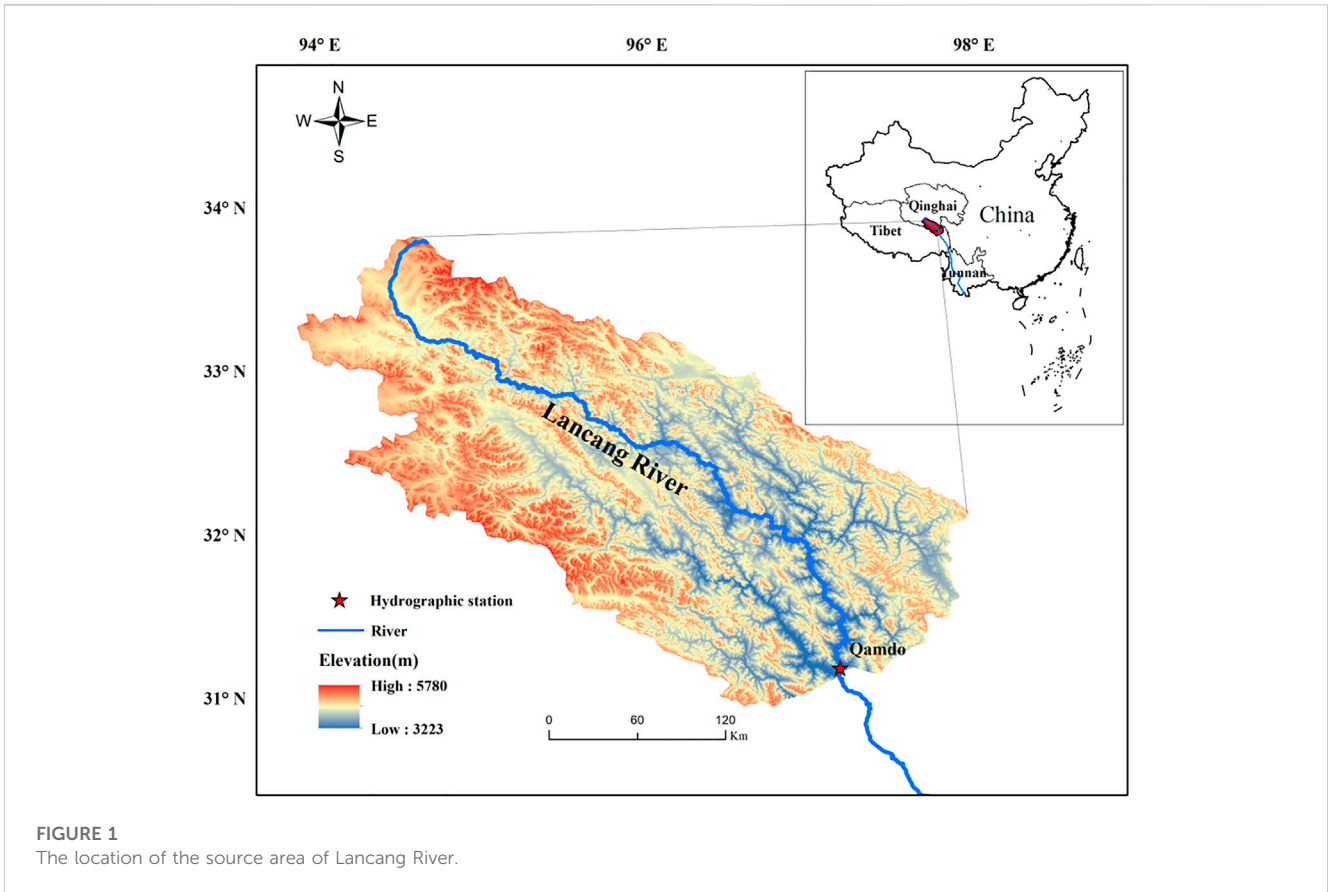 94° E 96° E 98° E
N
W E
S
34° N
33° N
32° N
31° N
Qinghai
China
Tibet
Yunnan
Lancang River
Qamdo
Hydrographic station
River
Elevation(m)
High : 5780
Low : 3223
0 60 120
Km
FIGURE 1
The location of the source area of Lancang River.